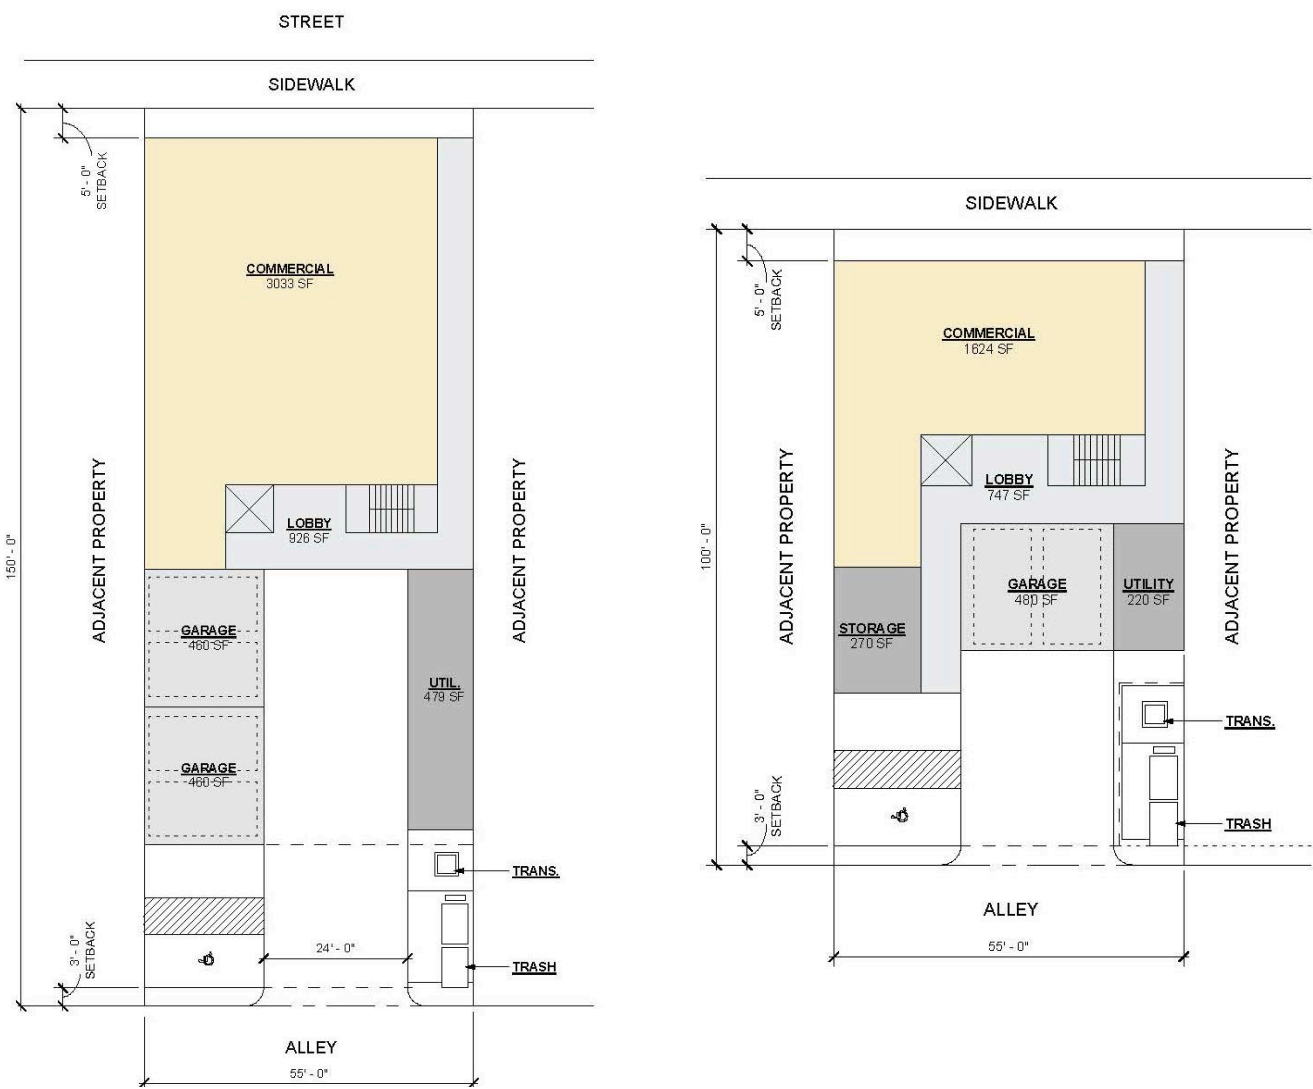 STREET
SIDEWALK
5' - 0"
SETBACK
COMMERCIAL
3033 SF
150' - 0"
ADJACENT PROPERTY
ADJACENT PROPERTY
LOBBY
926 SF
GARAGE
460 SF
UTIL.
479 SF
GARAGE
460 SF
TRANS.
3' - 0"
SETBACK
24' - 0"
TRASH
ALLEY
55' - 0"
SIDEWALK
5' - 0"
SETBACK
COMMERCIAL
1624 SF
100' - 0"
ADJACENT PROPERTY
ADJACENT PROPERTY
LOBBY
747 SF
GARAGE
480 SF
UTILITY
220 SF
STORAGE
270 SF
TRANS.
3' - 0"
SETBACK
TRASH
ALLEY
55' - 0"